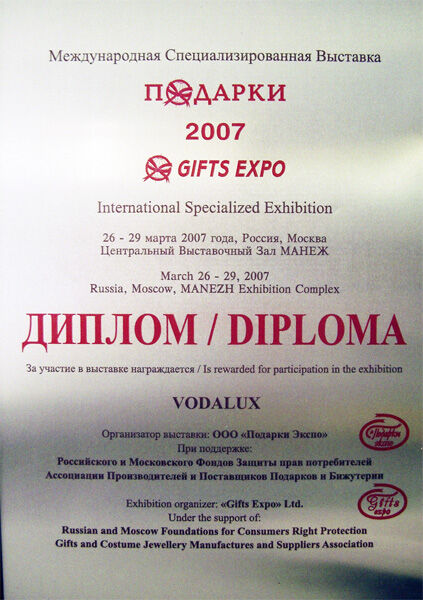 Международная Специализированная Выставка
ПОДАРКИ
2007
GIFTS EXPO
International Specialized Exhibition
26 - 29 марта 2007 года, Россия, Москва
Центральный Выставочный Зал МАНЕЖ
March 26 - 29, 2007
Russia, Moscow, MANEZH Exhibition Complex
ДИПЛОМ / DIPLOMA
За участие в выставке награждается / Is rewarded for participation in the exhibition
VODALUX
Организатор выставки: ООО «Подарки Экспо»
При поддержке:
Российского и Московского Фондов Защиты прав потребителей
Ассоциации Производителей и Поставщиков Подарков и Бижутерии
Подарки
экспо
Exhibition organizer: «Gifts Expo» Ltd.
Under the support of:
Russian and Moscow Foundations for Consumers Right Protection
Gifts and Costume Jewellery Manufactures and Suppliers Association
Gifts
expo